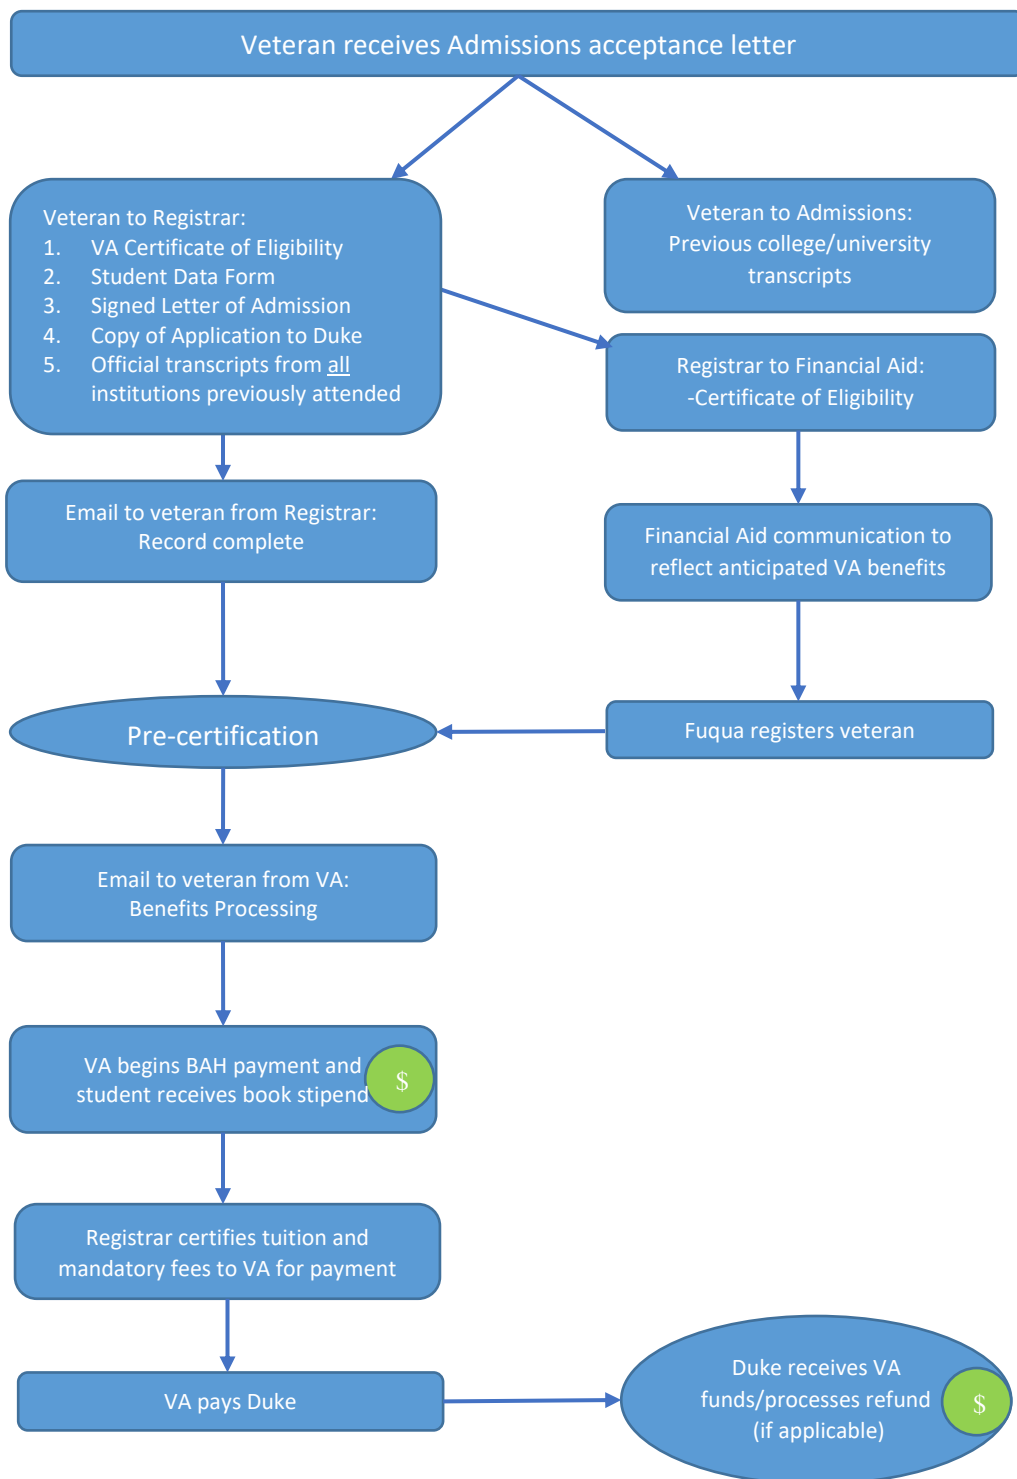 Veteran receives Admissions acceptance letter
Veteran to Registrar:
1. VA Certificate of Eligibility
2. Student Data Form
3. Signed Letter of Admission
4. Copy of Application to Duke
5. Official transcripts from all
institutions previously attended
Veteran to Admissions:
Previous college/university
transcripts
Registrar to Financial Aid:
-Certificate of Eligibility
Email to veteran from Registrar:
Record complete
Financial Aid communication to
reflect anticipated VA benefits
Pre-certification
Fuqua registers veteran
Email to veteran from VA:
Benefits Processing
VA begins BAH payment and
student receives book stipend
$
Registrar certifies tuition and
mandatory fees to VA for payment
VA pays Duke
Duke receives VA
funds/processes refund
(if applicable)
$